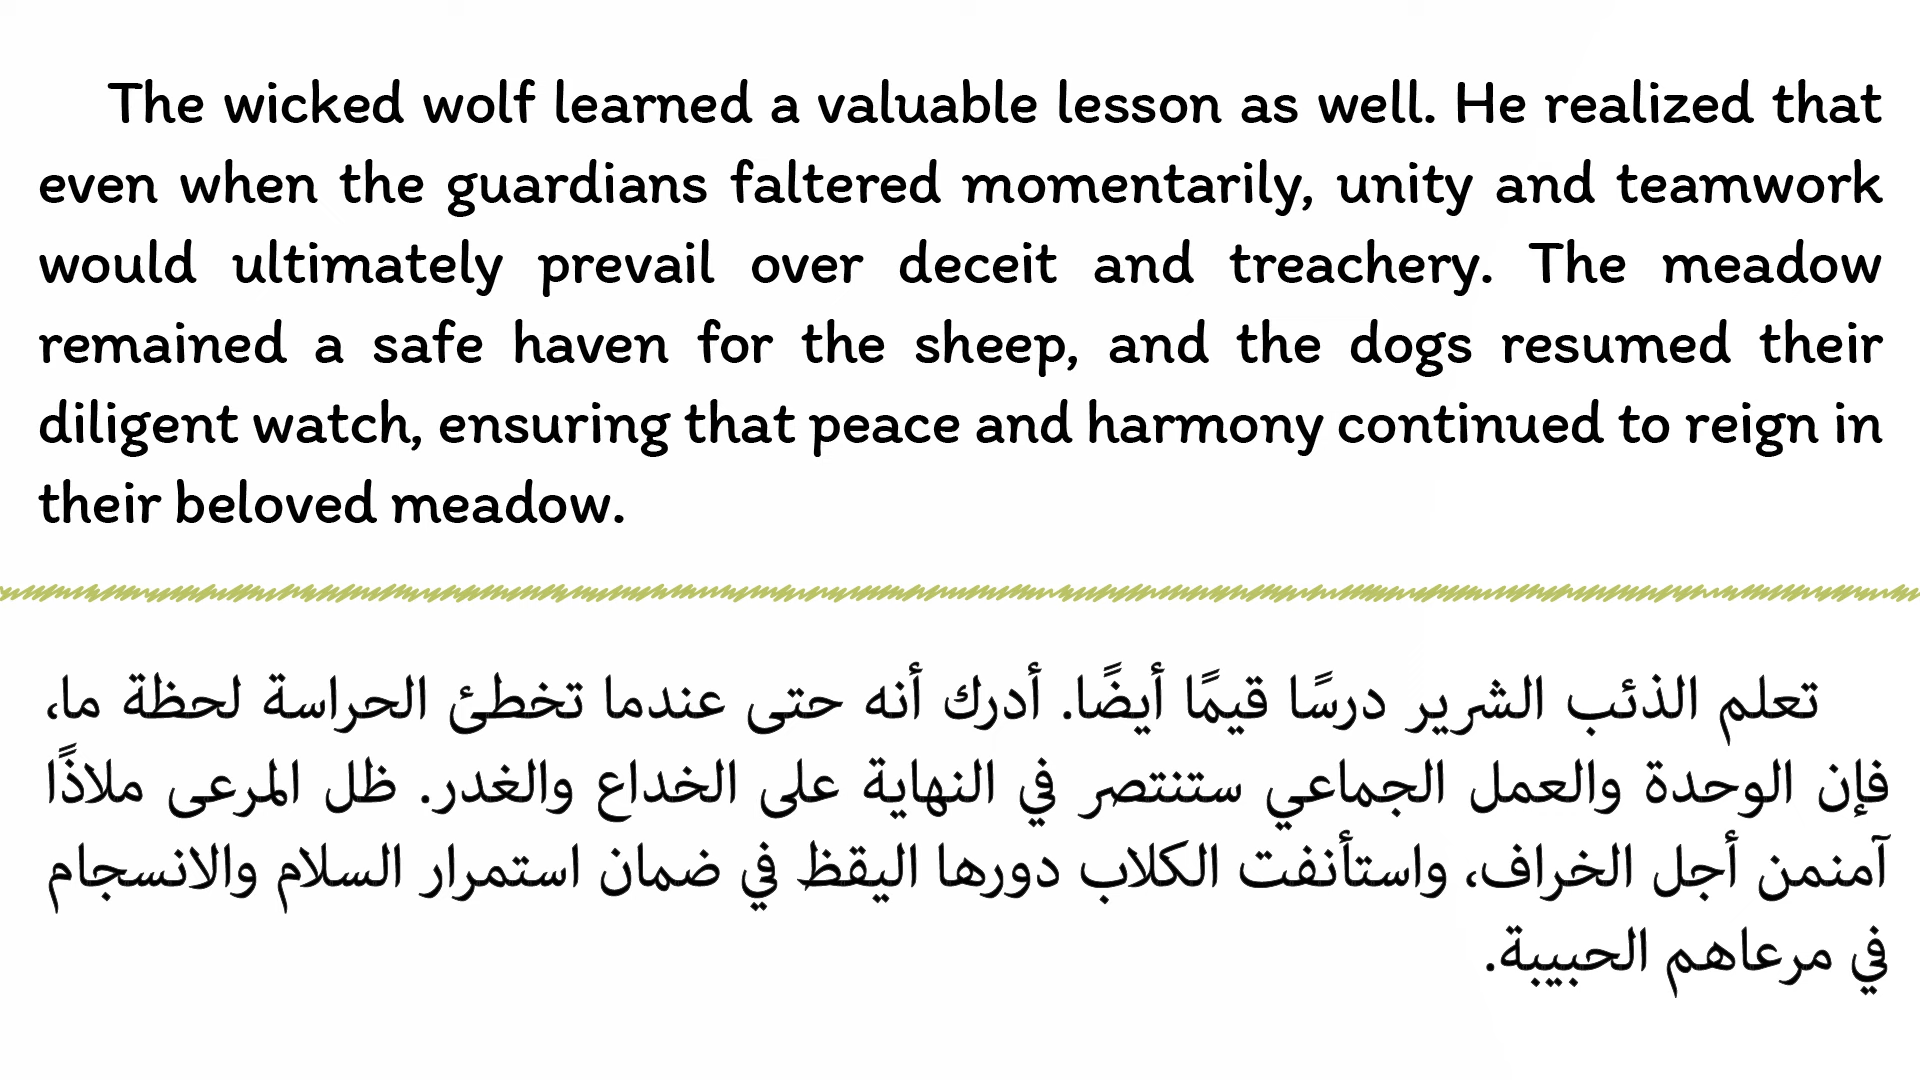 The wicked wolf learned a valuable lesson as well. He realized that
even when the guardians faltered momentarily, unity and teamwork
would ultimately prevail over deceit and treachery. The meadow
remained a safe haven for the sheep, and the dogs resumed their
diligent watch, ensuring that peace and harmony continued to reign in
their beloved meadow.
تعلم الذئب الشرير درسًا قيمًا أيضًا. أدرك أنه حتى عندما تخطئ الحراسة لحظة ما،
فإن الوحدة والعمل الجماعي ستنتصر في النهاية على الخداع والغدر. ظل المرعى ملاذًا
آمنمن أجل الخراف، واستأنفت الكلاب دورها اليقظ في ضمان استمرار السلام والانسجام
في مرعاهم الحبيبة.